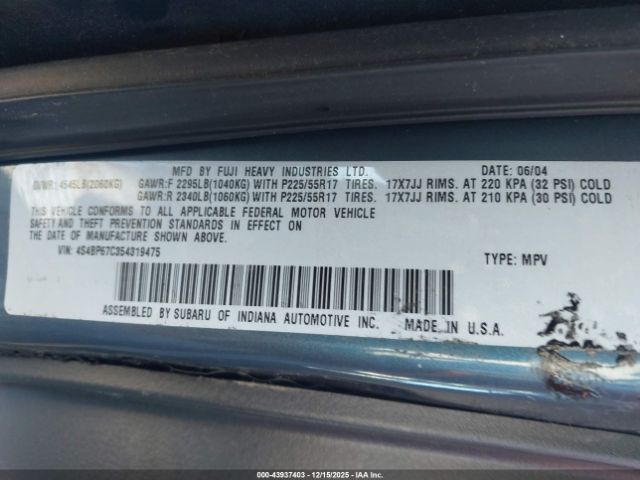 MFD BY FUJI HEAVY INDUSTRIES LTD. DATE: 06/04
GVWR: 4545LB(2060KG) GAWR:F 2295LB(1040KG) WITH P225/55R17 TIRES. 17X7JJ RIMS. AT 220 KPA (32 PSI) COLD
GAWR:R 2340LB(1060KG) WITH P225/55R17 TIRES. 17X7JJ RIMS. AT 210 KPA (30 PSI) COLD
THIS VEHICLE CONFORMS TO ALL APPLICABLE FEDERAL MOTOR VEHICLE
SAFETY AND THEFT PREVENTION STANDARDS IN EFFECT ON
THE DATE OF MANUFACTURE SHOWN ABOVE.
VIN: 4S4BP67C354319475 TYPE: MPV
ASSEMBLED BY SUBARU OF INDIANA AUTOMOTIVE INC. MADE IN U.S.A.
000-43937403 - 12/15/2025 - IAAI.COM